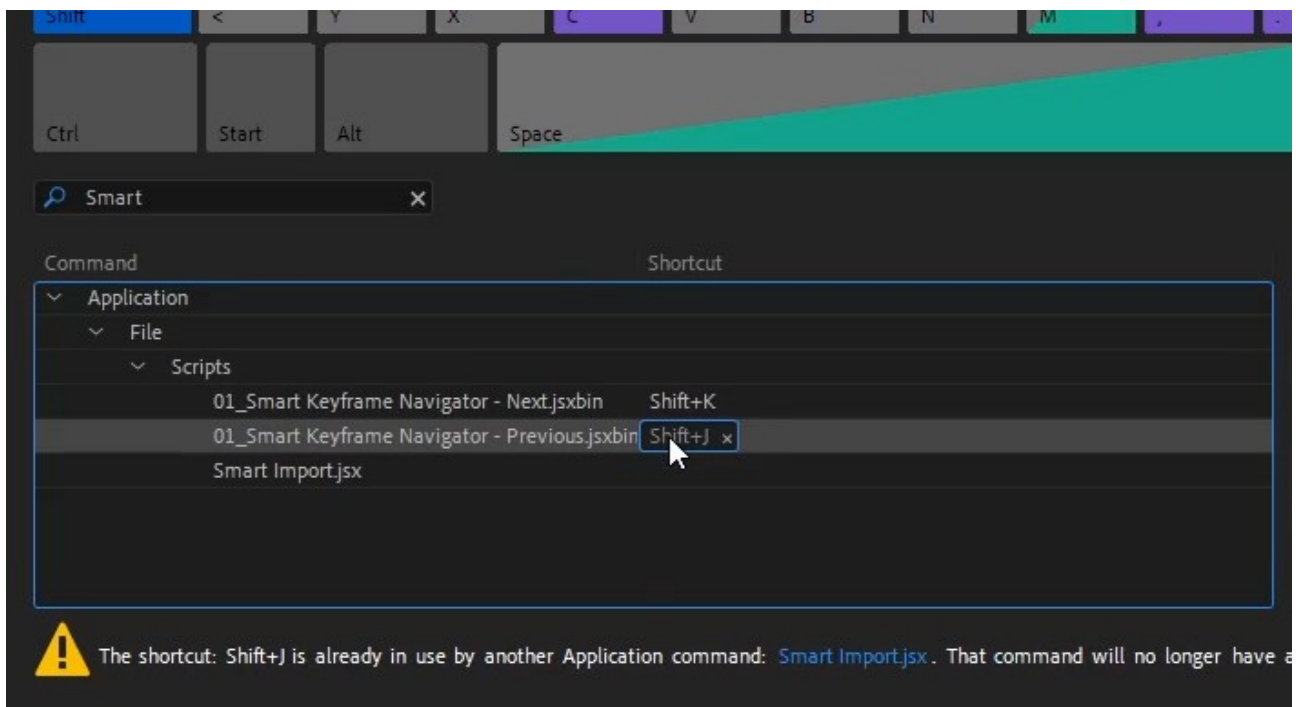 Shift < Y X C V B N M , .
Ctrl Start Alt Space
Smart
Command Shortcut
Application
File
Scripts
01_Smart Keyframe Navigator - Next.jsxbin Shift+K
01_Smart Keyframe Navigator - Previous.jsxbin Shift+J
Smart Import.jsx
The shortcut: Shift+J is already in use by another Application command: Smart Import.jsx. That command will no longer have a